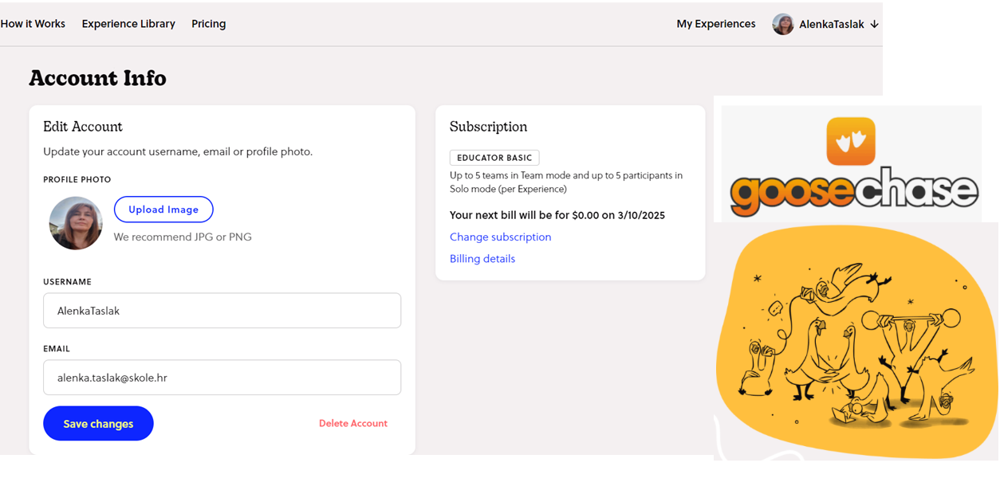 How it Works Experience Library Pricing My Experiences AlenkaTaslak
Account Info
Edit Account
Update your account username, email or profile photo.
PROFILE PHOTO
Upload Image
We recommend JPG or PNG
USERNAME
AlenkaTaslak
EMAIL
alenka.taslak@skole.hr
Save changes Delete Account
Subscription
EDUCATOR BASIC
Up to 5 teams in Team mode and up to 5 participants in
Solo mode (per Experience)
Your next bill will be for $0.00 on 3/10/2025
Change subscription
Billing details
goosechase